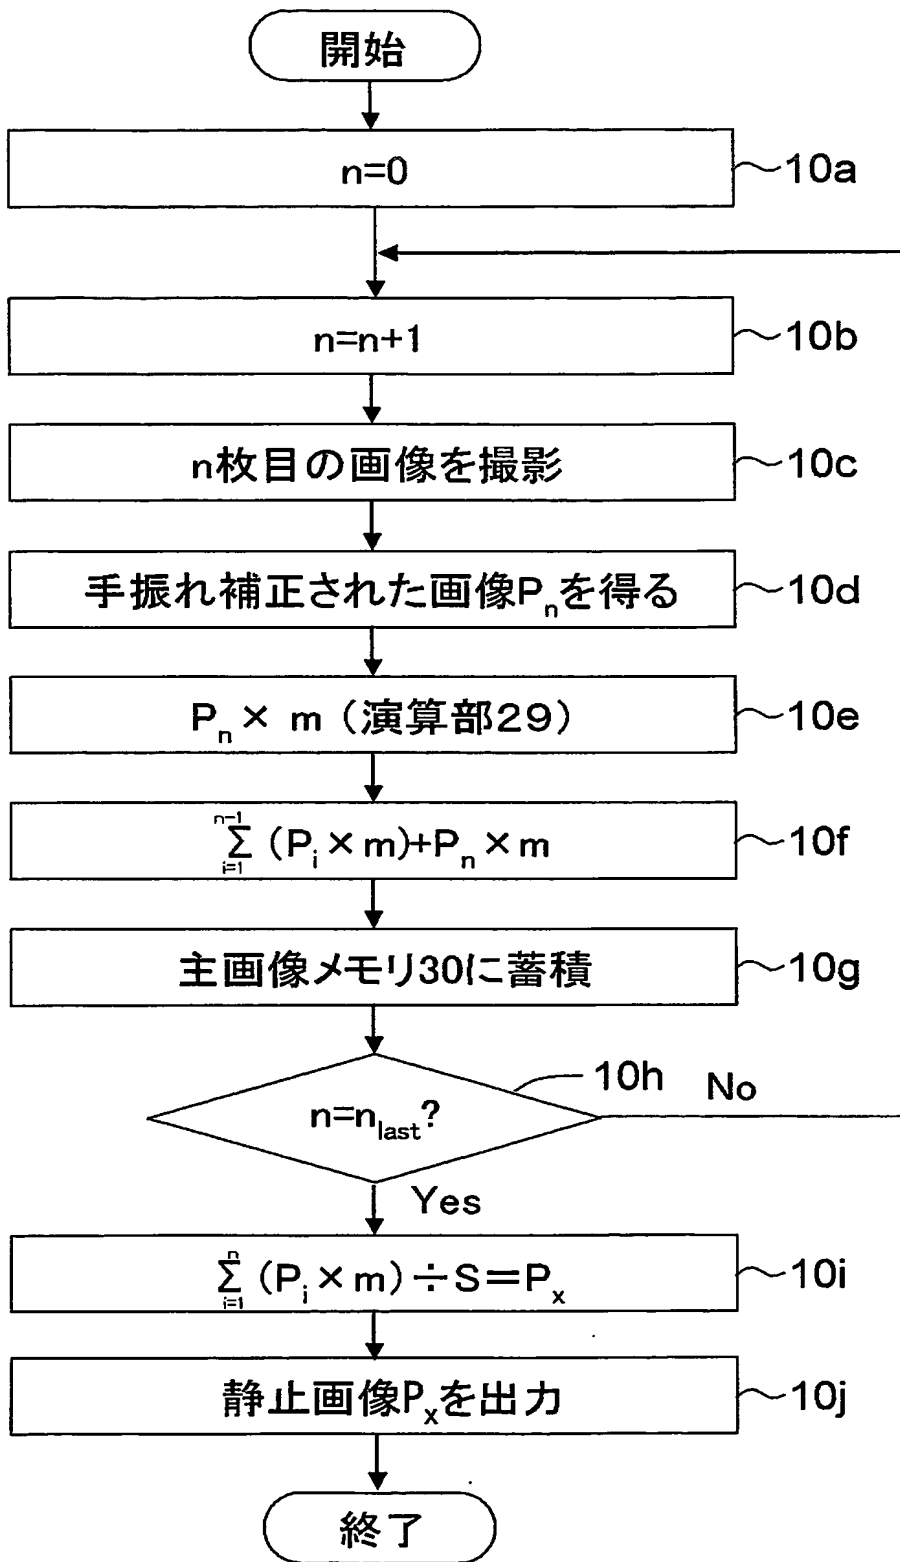 開始
n=0
10a
n=n+1
10b
n枚目の画像を撮影
10c
手振れ補正された画像Pnを得る
10d
Pn × m (演算部29)
10e
n-1 Σ i=1 (Pi × m)+Pn × m
10f
主画像メモリ30に蓄積
10g
10h
n=nlast?
No
Yes
n Σ i=1 (Pi × m) ÷ S = Px
10i
静止画像Pxを出力
10j
終了